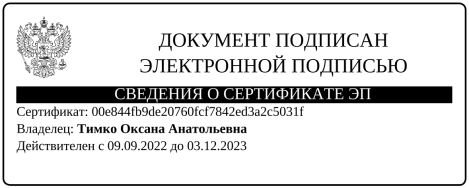 ДОКУМЕНТ ПОДПИСАН
ЭЛЕКТРОННОЙ ПОДПИСЬЮ
СВЕДЕНИЯ О СЕРТИФИКАТЕ ЭП
Сертификат: 00e844fb9de20760fcf7842ed3a2c5031f
Владелец: Тимко Оксана Анатольевна
Действителен с 09.09.2022 до 03.12.2023